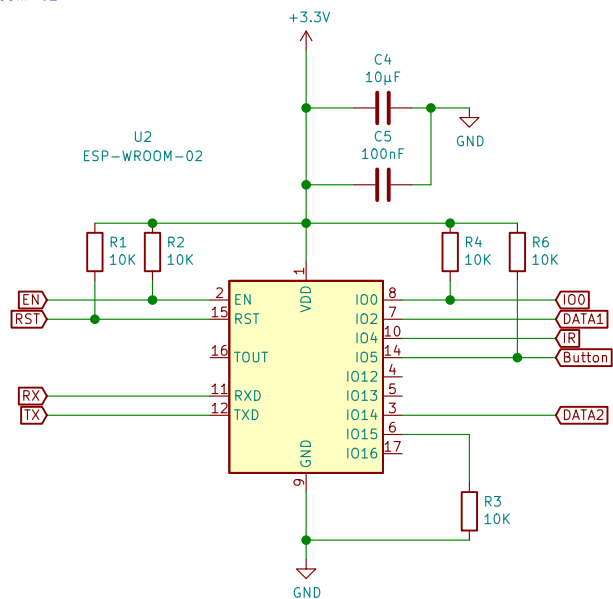 +3.3V
C4
10µF
C5
100nF
GND
U2
ESP-WROOM-02
R1
10K
R2
10K
R4
10K
R6
10K
1
VDD
EN 2 EN IO0 8 IO0
RST 15 RST IO2 7 DATA1
IO4 10 IR
16 TOUT IO5 14 Button
IO12 4
RX 11 RXD IO13 5
TX 12 TXD IO14 3 DATA2
IO15 6
IO16 17
GND
9
R3
10K
GND